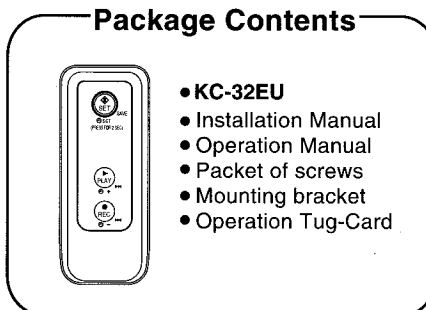 Package Contents
SET
SAVE
SET
(PRESS FOR 2 SEC)
PLAY
+
REC
−
• KC-32EU
• Installation Manual
• Operation Manual
• Packet of screws
• Mounting bracket
• Operation Tug-Card